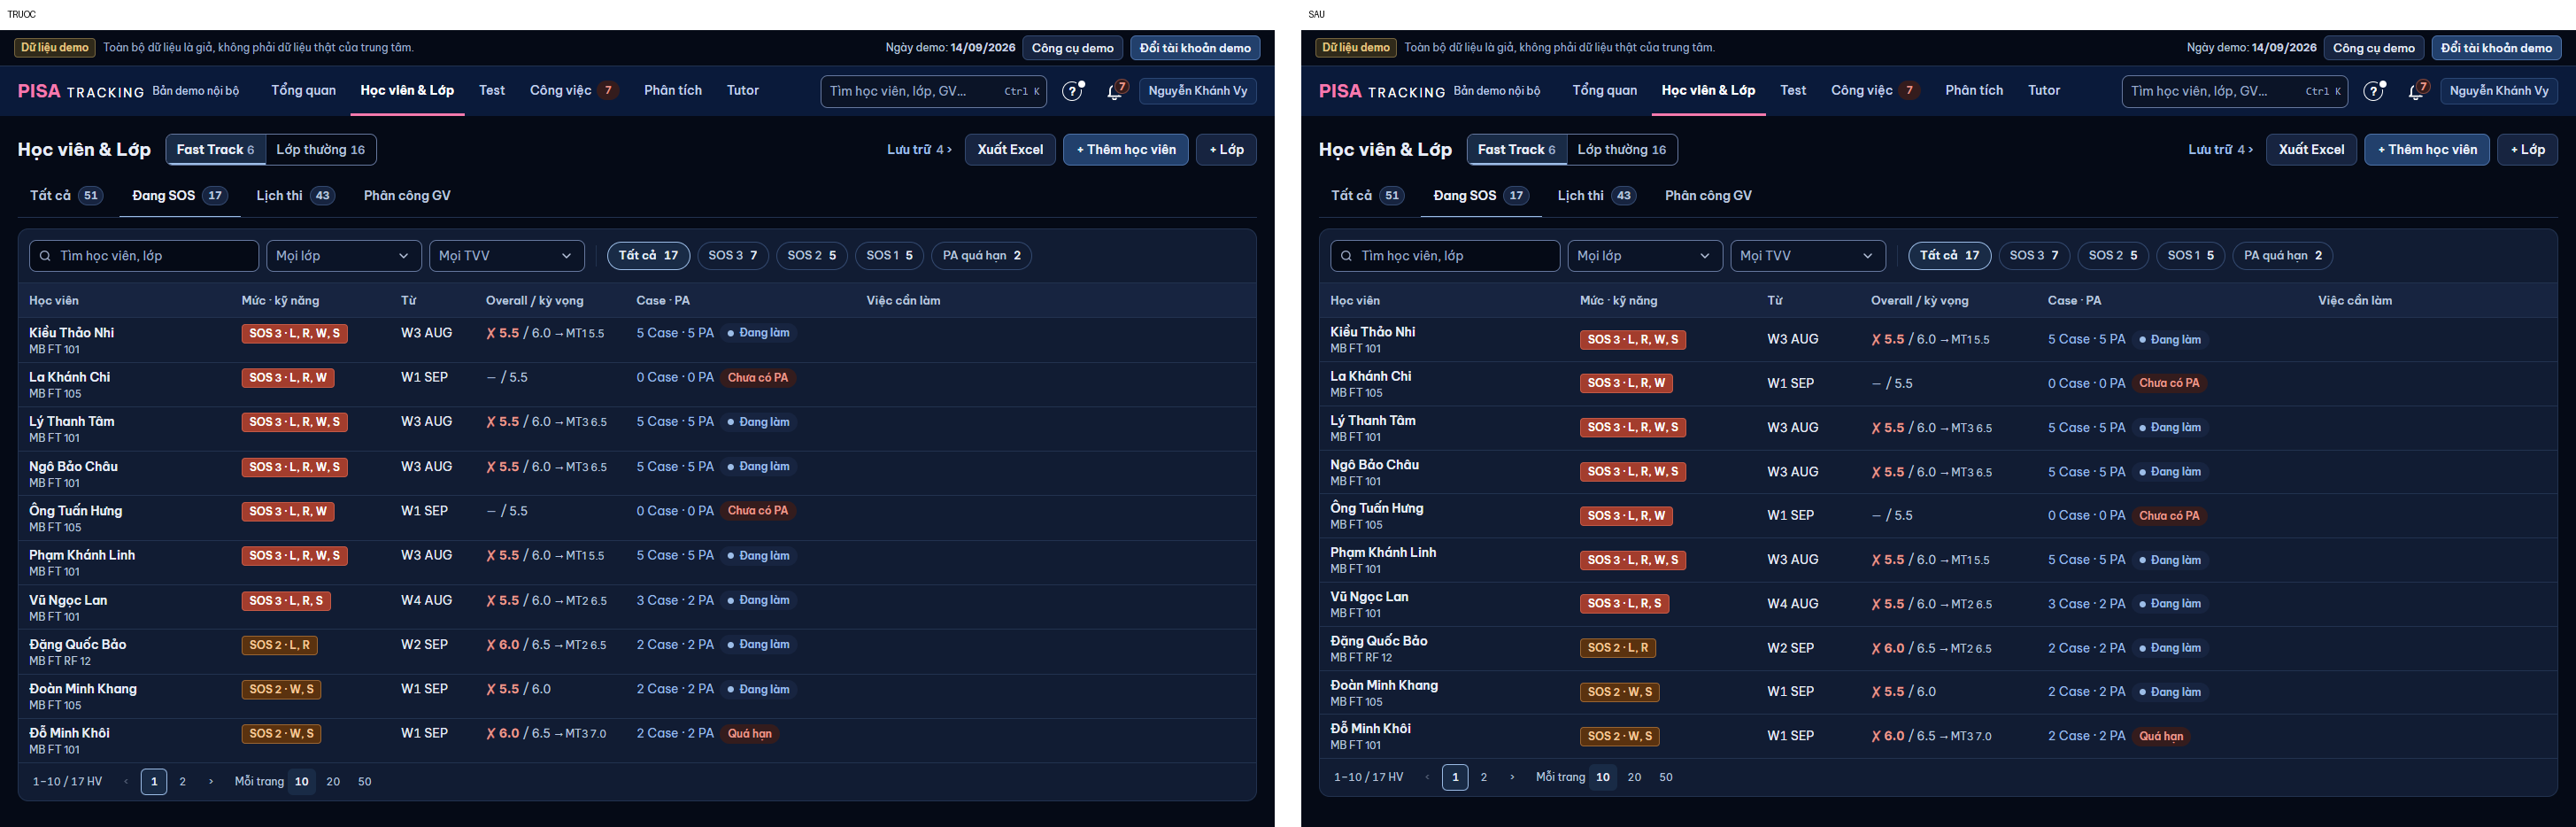 TRUOC
Dữ liệu demo Toàn bộ dữ liệu là giả, không phải dữ liệu thật của trung tâm. Ngày demo: 14/09/2026 Công cụ demo Đổi tài khoản demo
PISA TRACKING Bản demo nội bộ Tổng quan Học viên & Lớp Test Công việc 7 Phân tích Tutor Tìm học viên, lớp, GV... Ctrl K ? 7 Nguyễn Khánh Vy
Học viên & Lớp Fast Track 6 Lớp thường 16 Lưu trữ 4 › Xuất Excel + Thêm học viên + Lớp
Tất cả 51 Đang SOS 17 Lịch thi 43 Phân công GV
Tìm học viên, lớp Mọi lớp Mọi TVV Tất cả 17 SOS 3 7 SOS 2 5 SOS 1 5 PA quá hạn 2
Học viên Mức · kỹ năng Từ Overall / kỳ vọng Case · PA Việc cần làm
Kiều Thảo Nhi SOS 3 · L, R, W, S W3 AUG ✗ 5.5 / 6.0 → MT1 5.5 5 Case · 5 PA Đang làm
MB FT 101
La Khánh Chi SOS 3 · L, R, W W1 SEP — / 5.5 0 Case · 0 PA Chưa có PA
MB FT 105
Lý Thanh Tâm SOS 3 · L, R, W, S W3 AUG ✗ 5.5 / 6.0 → MT3 6.5 5 Case · 5 PA Đang làm
MB FT 101
Ngô Bảo Châu SOS 3 · L, R, W, S W3 AUG ✗ 5.5 / 6.0 → MT3 6.5 5 Case · 5 PA Đang làm
MB FT 101
Ông Tuấn Hưng SOS 3 · L, R, W W1 SEP — / 5.5 0 Case · 0 PA Chưa có PA
MB FT 105
Phạm Khánh Linh SOS 3 · L, R, W, S W3 AUG ✗ 5.5 / 6.0 → MT1 5.5 5 Case · 5 PA Đang làm
MB FT 101
Vũ Ngọc Lan SOS 3 · L, R, S W4 AUG ✗ 5.5 / 6.0 → MT2 6.5 3 Case · 2 PA Đang làm
MB FT 101
Đặng Quốc Bảo SOS 2 · L, R W2 SEP ✗ 6.0 / 6.5 → MT2 6.5 2 Case · 2 PA Đang làm
MB FT RF 12
Đoàn Minh Khang SOS 2 · W, S W1 SEP ✗ 5.5 / 6.0 2 Case · 2 PA Đang làm
MB FT 105
Đỗ Minh Khôi SOS 2 · W, S W1 SEP ✗ 6.0 / 6.5 → MT3 7.0 2 Case · 2 PA Quá hạn
MB FT 101
1–10 / 17 HV ‹ 1 2 › Mỗi trang 10 20 50
SAU
Dữ liệu demo Toàn bộ dữ liệu là giả, không phải dữ liệu thật của trung tâm. Ngày demo: 14/09/2026 Công cụ demo Đổi tài khoản demo
PISA TRACKING Bản demo nội bộ Tổng quan Học viên & Lớp Test Công việc 7 Phân tích Tutor Tìm học viên, lớp, GV... Ctrl K ? 7 Nguyễn Khánh Vy
Học viên & Lớp Fast Track 6 Lớp thường 16 Lưu trữ 4 › Xuất Excel + Thêm học viên + Lớp
Tất cả 51 Đang SOS 17 Lịch thi 43 Phân công GV
Tìm học viên, lớp Mọi lớp Mọi TVV Tất cả 17 SOS 3 7 SOS 2 5 SOS 1 5 PA quá hạn 2
Học viên Mức · kỹ năng Từ Overall / kỳ vọng Case · PA Việc cần làm
Kiều Thảo Nhi SOS 3 · L, R, W, S W3 AUG ✗ 5.5 / 6.0 → MT1 5.5 5 Case · 5 PA Đang làm
MB FT 101
La Khánh Chi SOS 3 · L, R, W W1 SEP — / 5.5 0 Case · 0 PA Chưa có PA
MB FT 105
Lý Thanh Tâm SOS 3 · L, R, W, S W3 AUG ✗ 5.5 / 6.0 → MT3 6.5 5 Case · 5 PA Đang làm
MB FT 101
Ngô Bảo Châu SOS 3 · L, R, W, S W3 AUG ✗ 5.5 / 6.0 → MT3 6.5 5 Case · 5 PA Đang làm
MB FT 101
Ông Tuấn Hưng SOS 3 · L, R, W W1 SEP — / 5.5 0 Case · 0 PA Chưa có PA
MB FT 105
Phạm Khánh Linh SOS 3 · L, R, W, S W3 AUG ✗ 5.5 / 6.0 → MT1 5.5 5 Case · 5 PA Đang làm
MB FT 101
Vũ Ngọc Lan SOS 3 · L, R, S W4 AUG ✗ 5.5 / 6.0 → MT2 6.5 3 Case · 2 PA Đang làm
MB FT 101
Đặng Quốc Bảo SOS 2 · L, R W2 SEP ✗ 6.0 / 6.5 → MT2 6.5 2 Case · 2 PA Đang làm
MB FT RF 12
Đoàn Minh Khang SOS 2 · W, S W1 SEP ✗ 5.5 / 6.0 2 Case · 2 PA Đang làm
MB FT 105
Đỗ Minh Khôi SOS 2 · W, S W1 SEP ✗ 6.0 / 6.5 → MT3 7.0 2 Case · 2 PA Quá hạn
MB FT 101
1–10 / 17 HV ‹ 1 2 › Mỗi trang 10 20 50